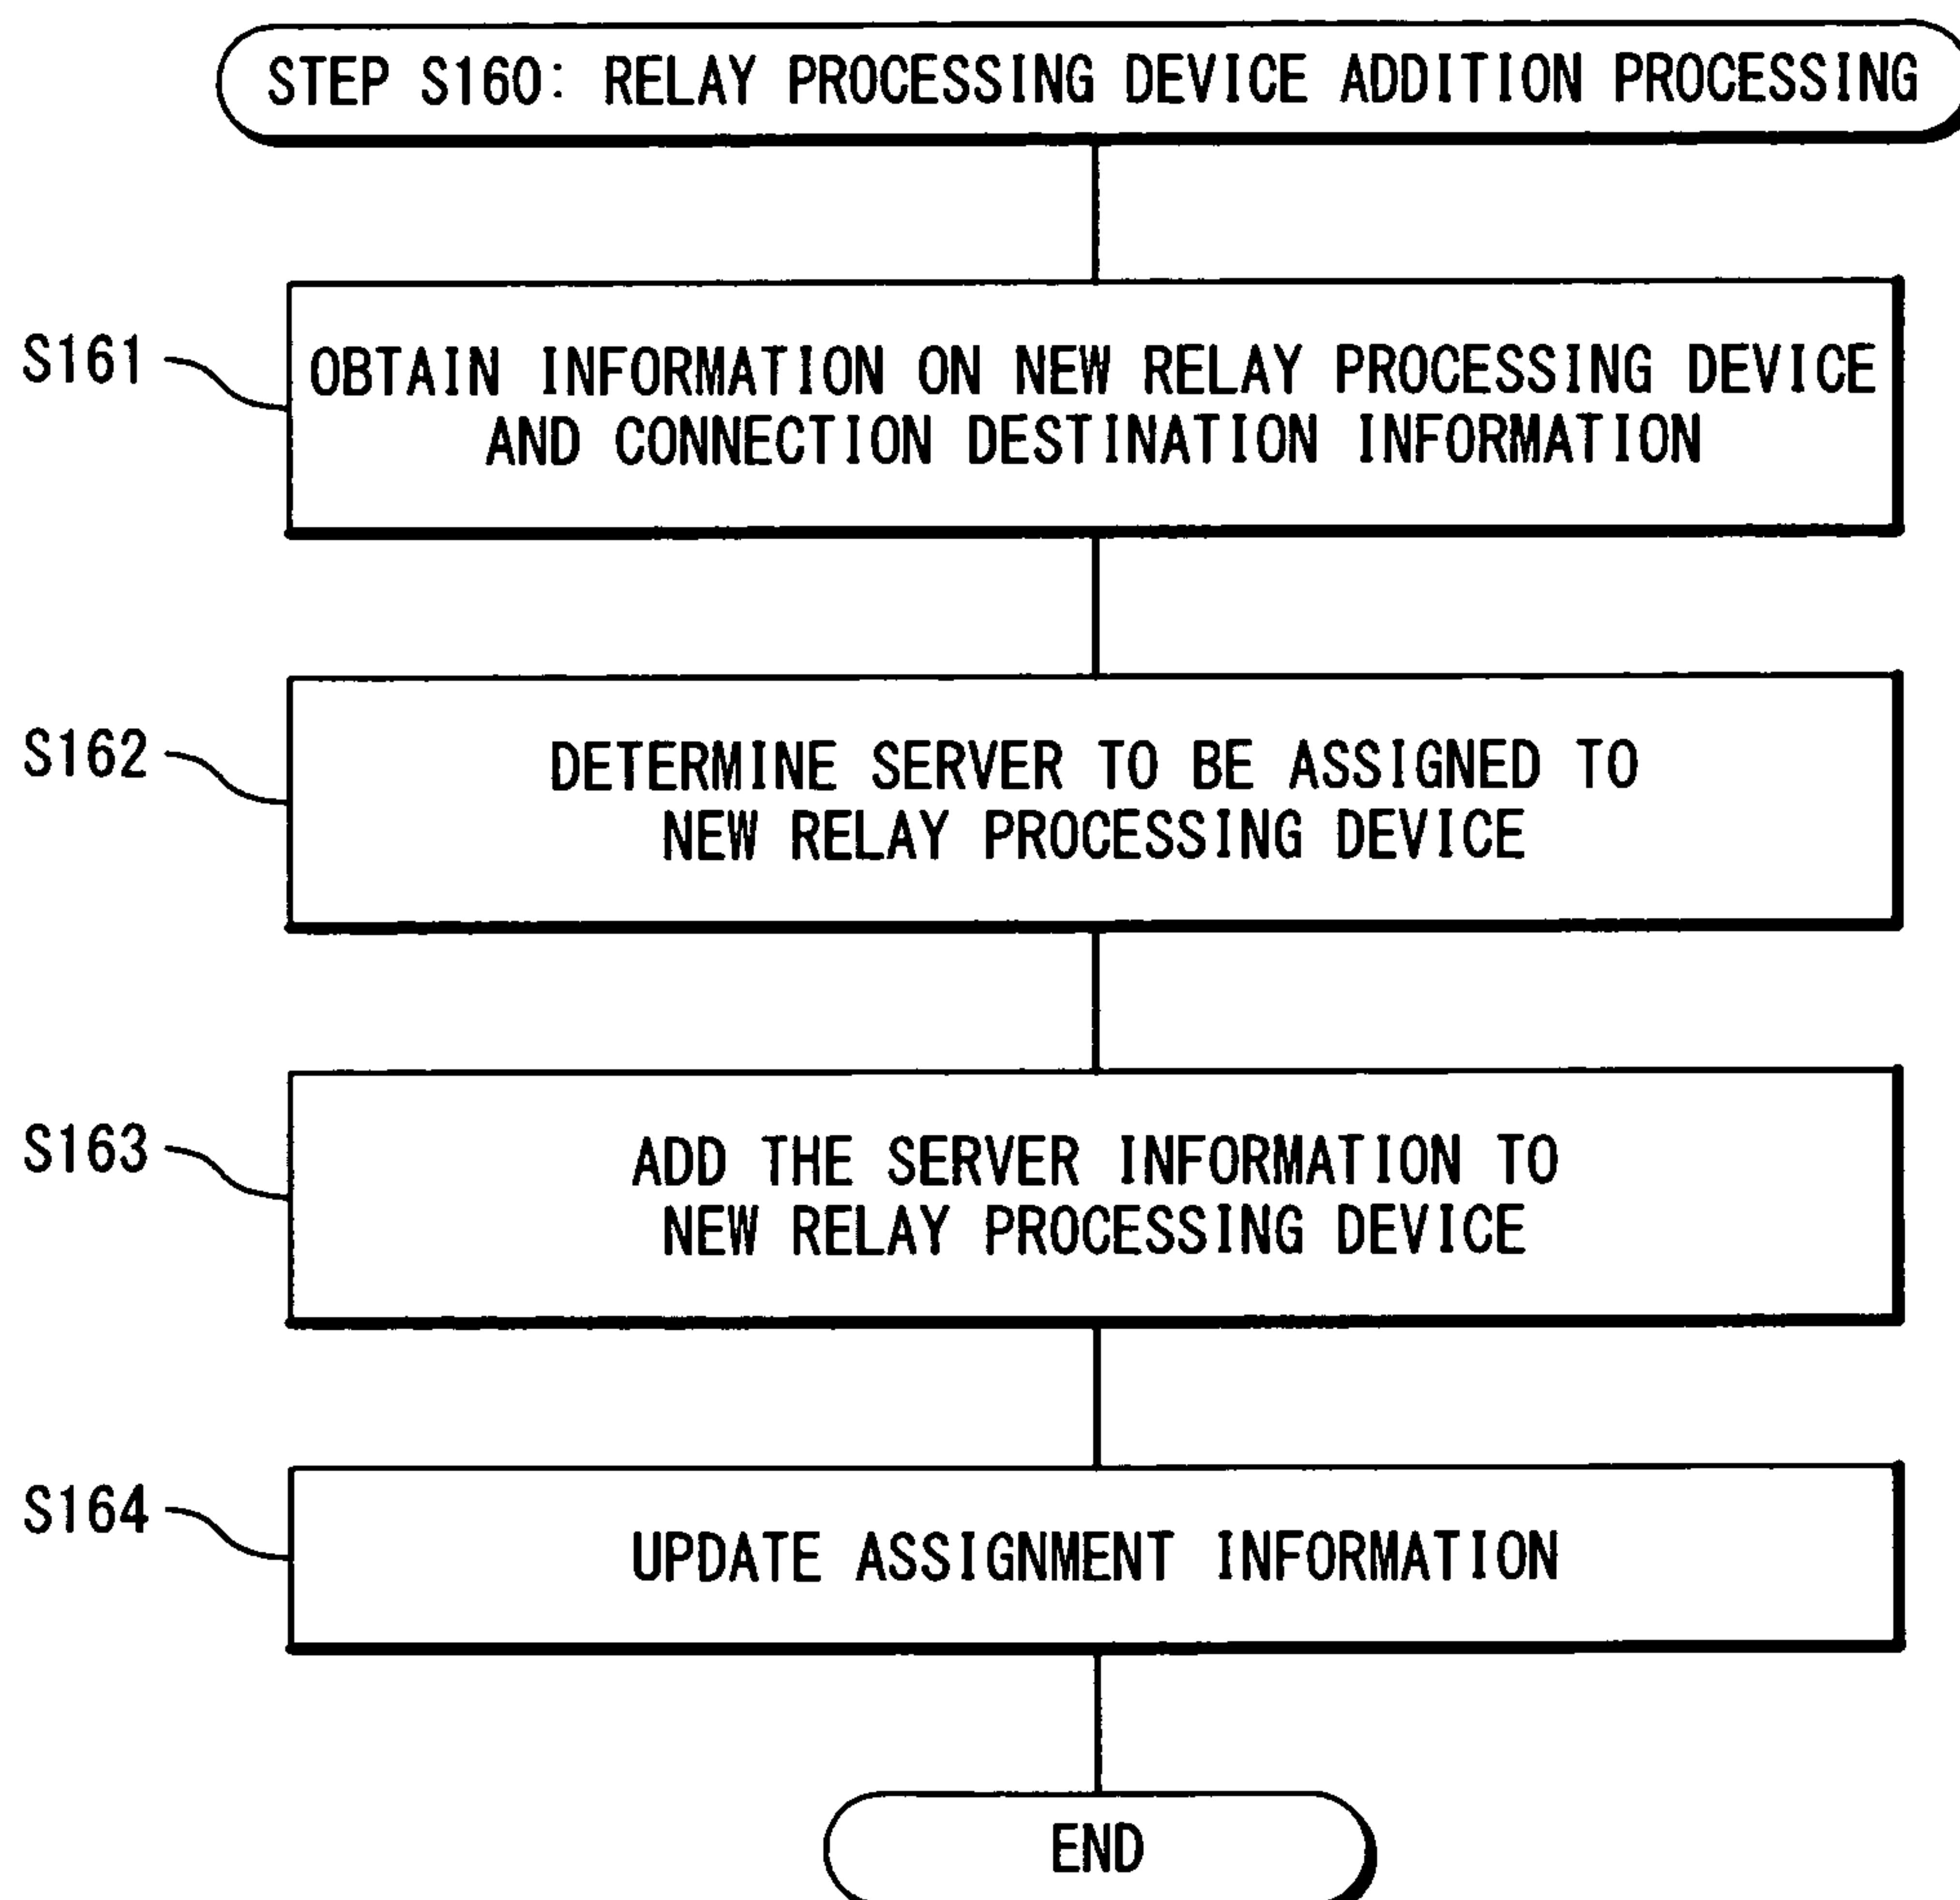 STEP S160: RELAY PROCESSING DEVICE ADDITION PROCESSING
S161
OBTAIN INFORMATION ON NEW RELAY PROCESSING DEVICE
AND CONNECTION DESTINATION INFORMATION
S162
DETERMINE SERVER TO BE ASSIGNED TO
NEW RELAY PROCESSING DEVICE
S163
ADD THE SERVER INFORMATION TO
NEW RELAY PROCESSING DEVICE
S164
UPDATE ASSIGNMENT INFORMATION
END